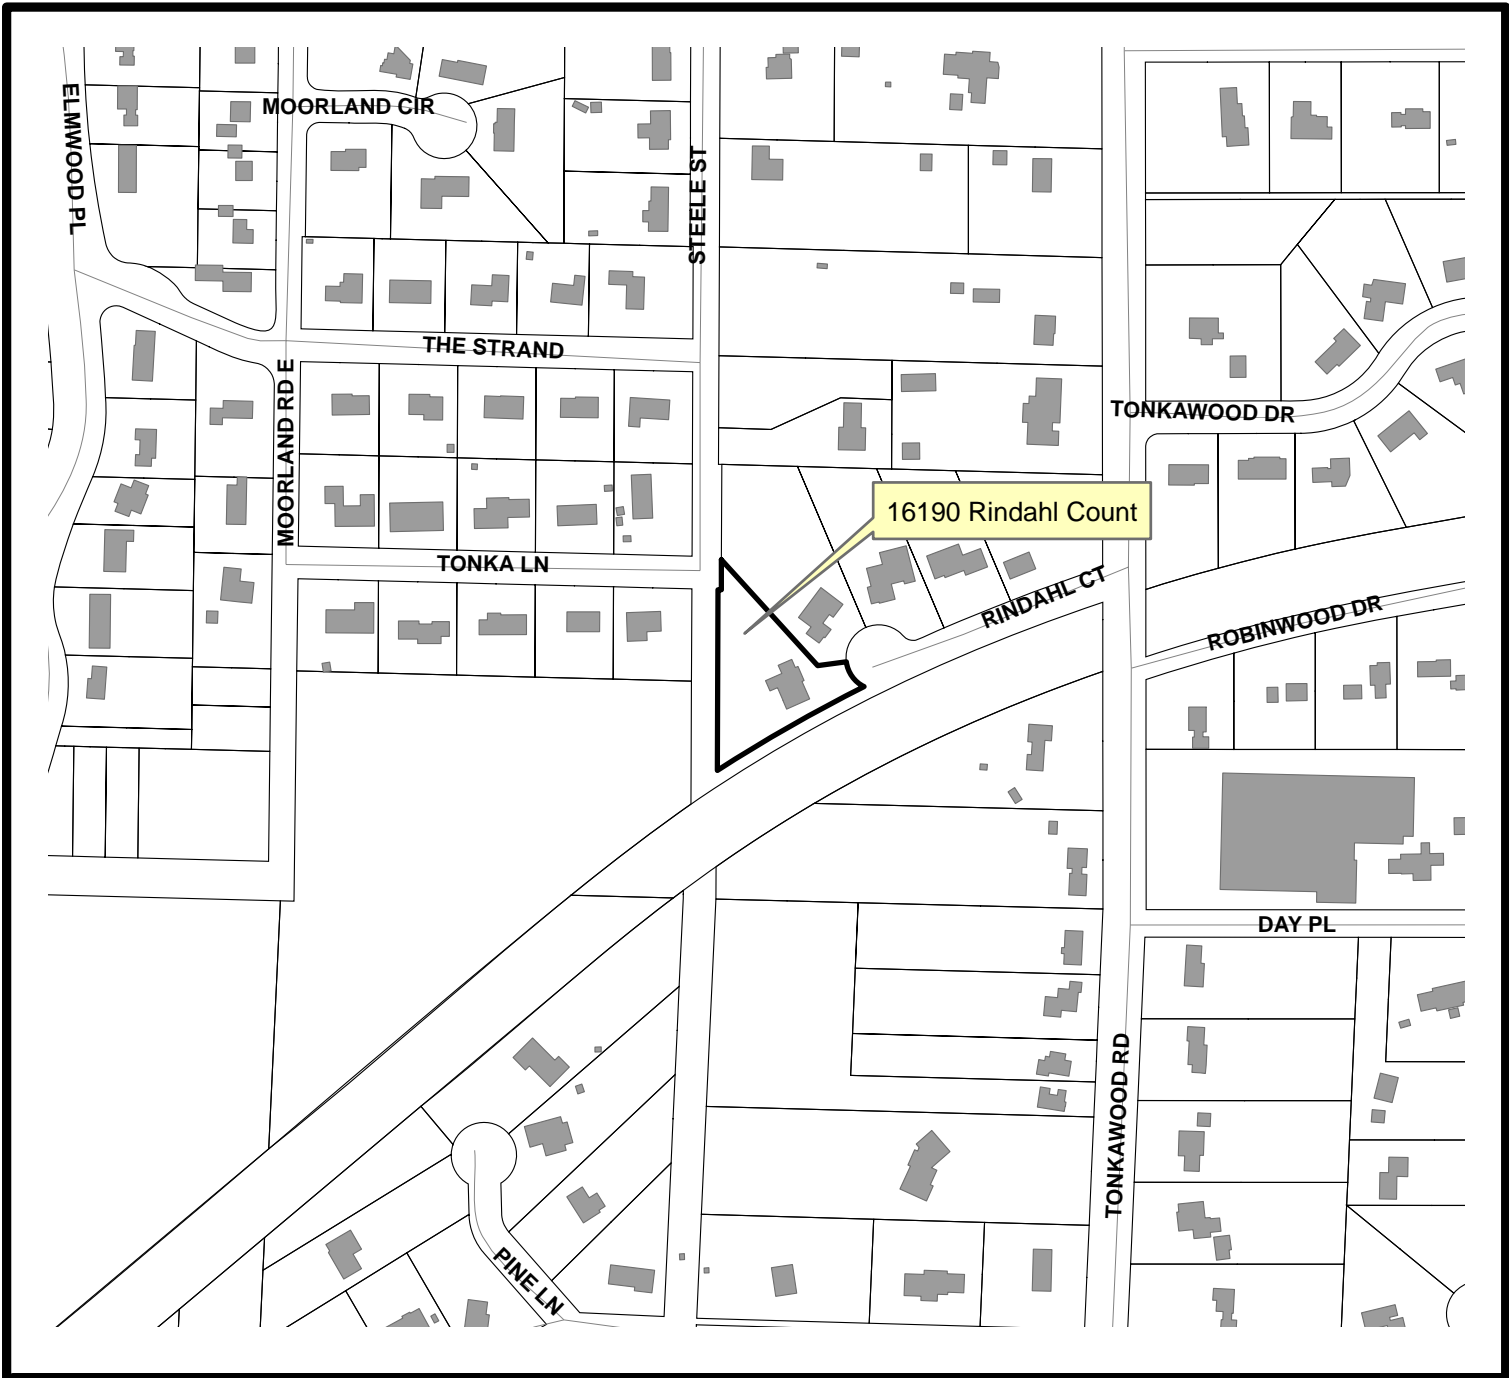 MOORLAND CIR
ELMWOOD PL
STEELE ST
THE STRAND
MOORLAND RD E
TONKAWOOD DR
16190 Rindahl Count
TONKA LN
RINDAHL CT
ROBINWOOD DR
DAY PL
TONKAWOOD RD
PINE LN